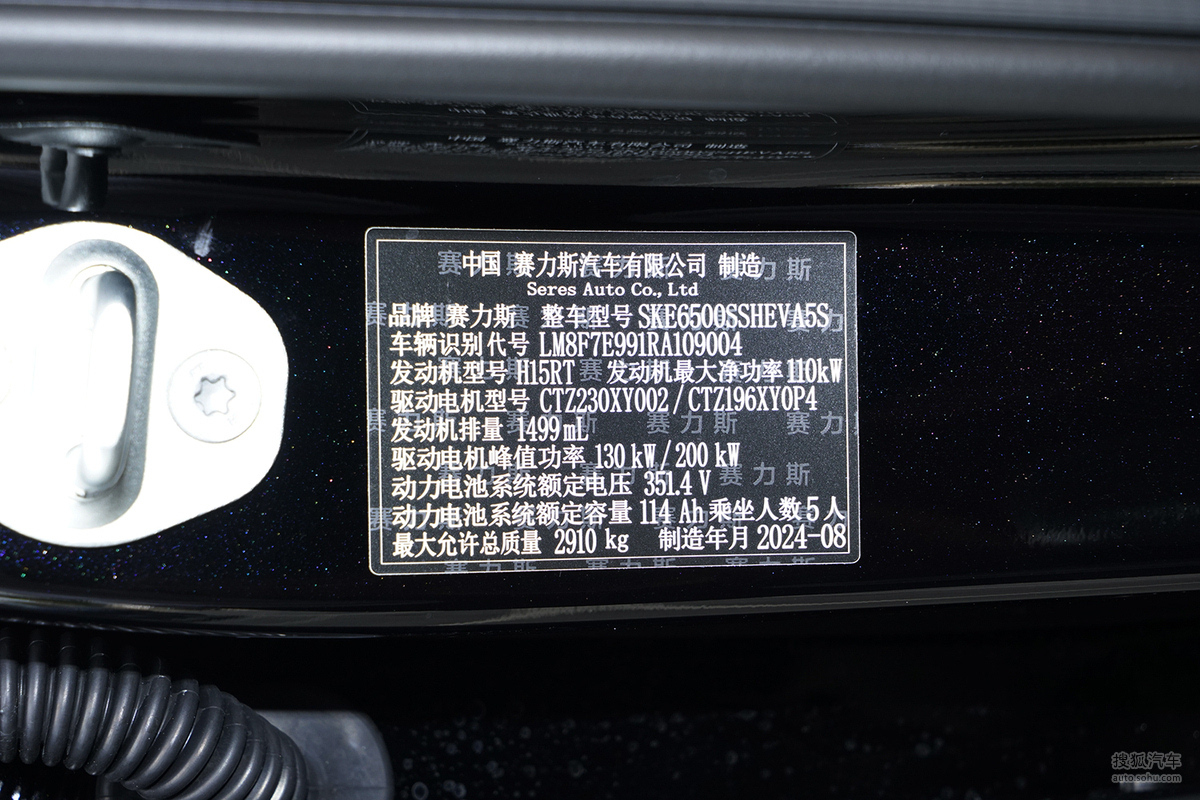 中国 赛力斯汽车有限公司 制造
Seres Auto Co., Ltd
品牌 赛力斯 整车型号 SKE6500SSHEVA5S
车辆识别代号 LM8F7E991RA109004
发动机型号 H15RT 发动机最大净功率 110kW
驱动电机型号 CTZ230XY002 / CTZ196XY0P4
发动机排量 1499mL
驱动电机峰值功率 130 kW / 200 kW
动力电池系统额定电压 351.4 V
动力电池系统额定容量 114 Ah 乘坐人数 5 人
最大允许总质量 2910 kg 制造年月 2024-08
搜狐汽车
auto.sohu.com